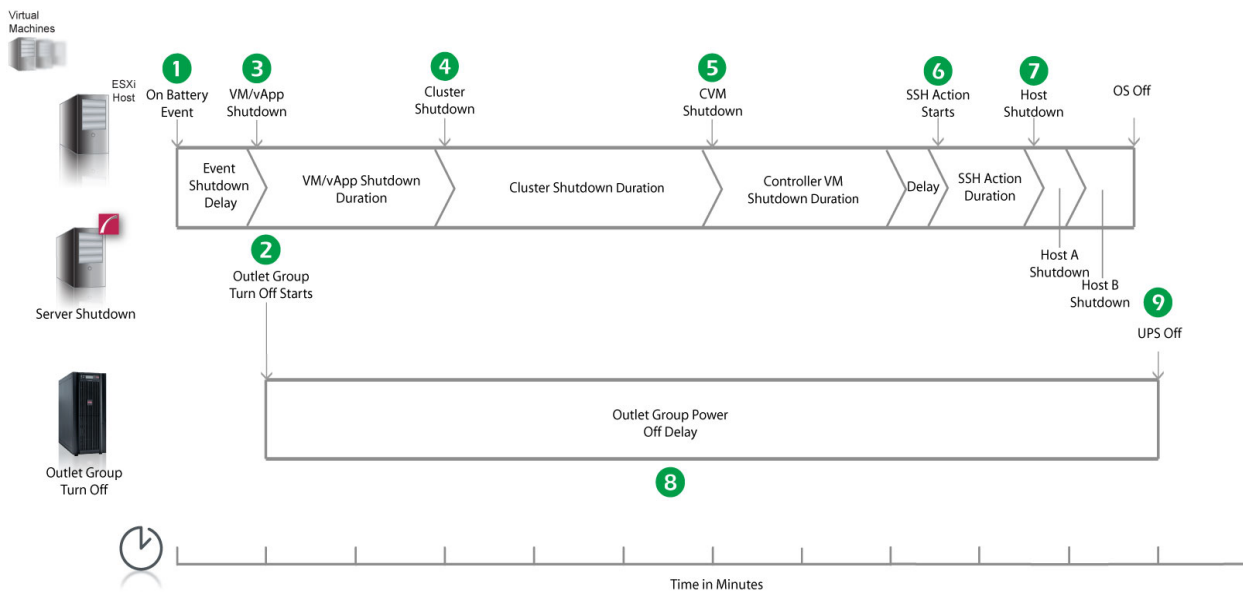 Virtual
Machines
ESXi
Host
1
On Battery
Event
3
VM/vApp
Shutdown
4
Cluster
Shutdown
5
CVM
Shutdown
6
SSH Action
Starts
7
Host
Shutdown
OS Off
Event
Shutdown
Delay
VM/vApp Shutdown
Duration
Cluster Shutdown Duration
Controller VM
Shutdown Duration
Delay
SSH Action
Duration
Host A
Shutdown
Host B
Shutdown
Server Shutdown
2
Outlet Group
Turn Off Starts
9
UPS Off
Outlet Group Power
Off Delay
8
Outlet Group
Turn Off
Time in Minutes